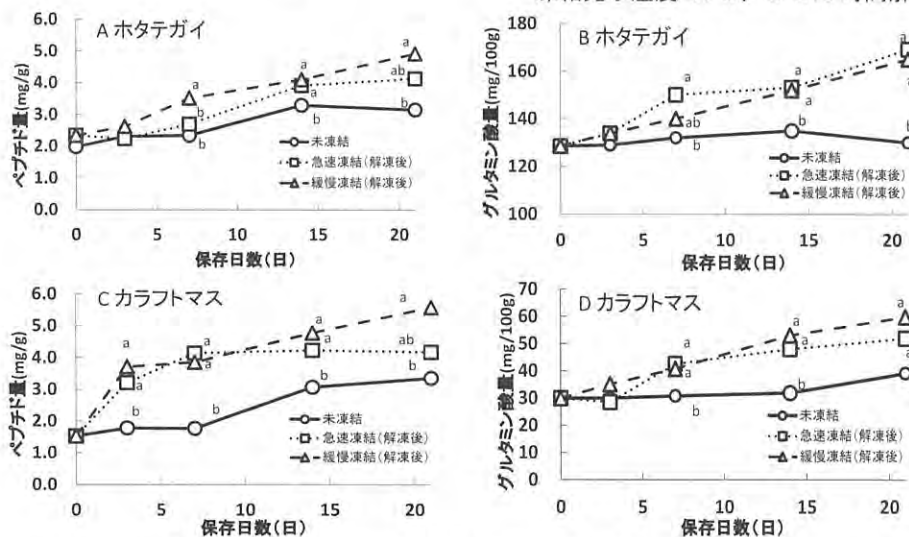 A ホタテガイ
ペプチド量(mg/g)
6.0
5.0
4.0
3.0
2.0
1.0
0.0
a
a
a
b
a
ab
b
b
b
未凍結
急速凍結(解凍後)
緩慢凍結(解凍後)
0
5
10
15
20
保存日数(日)
B ホタテガイ
グルタミン酸量(mg/100g)
160
140
120
100
a
a
a
ab
a
a
b
b
未凍結
急速凍結(解凍後)
緩慢凍結(解凍後)
0
5
10
15
20
保存日数(日)
C カラフトマス
ペプチド量(mg/g)
6.0
5.0
4.0
3.0
2.0
1.0
0.0
a
a
a
a
a
a
ab
b
b
b
b
未凍結
急速凍結(解凍後)
緩慢凍結(解凍後)
0
5
10
15
20
保存日数(日)
D カラフトマス
グルタミン酸量(mg/100g)
60
50
40
30
20
10
0
a
a
a
a
a
b
b
未凍結
急速凍結(解凍後)
緩慢凍結(解凍後)
0
5
10
15
20
保存日数(日)